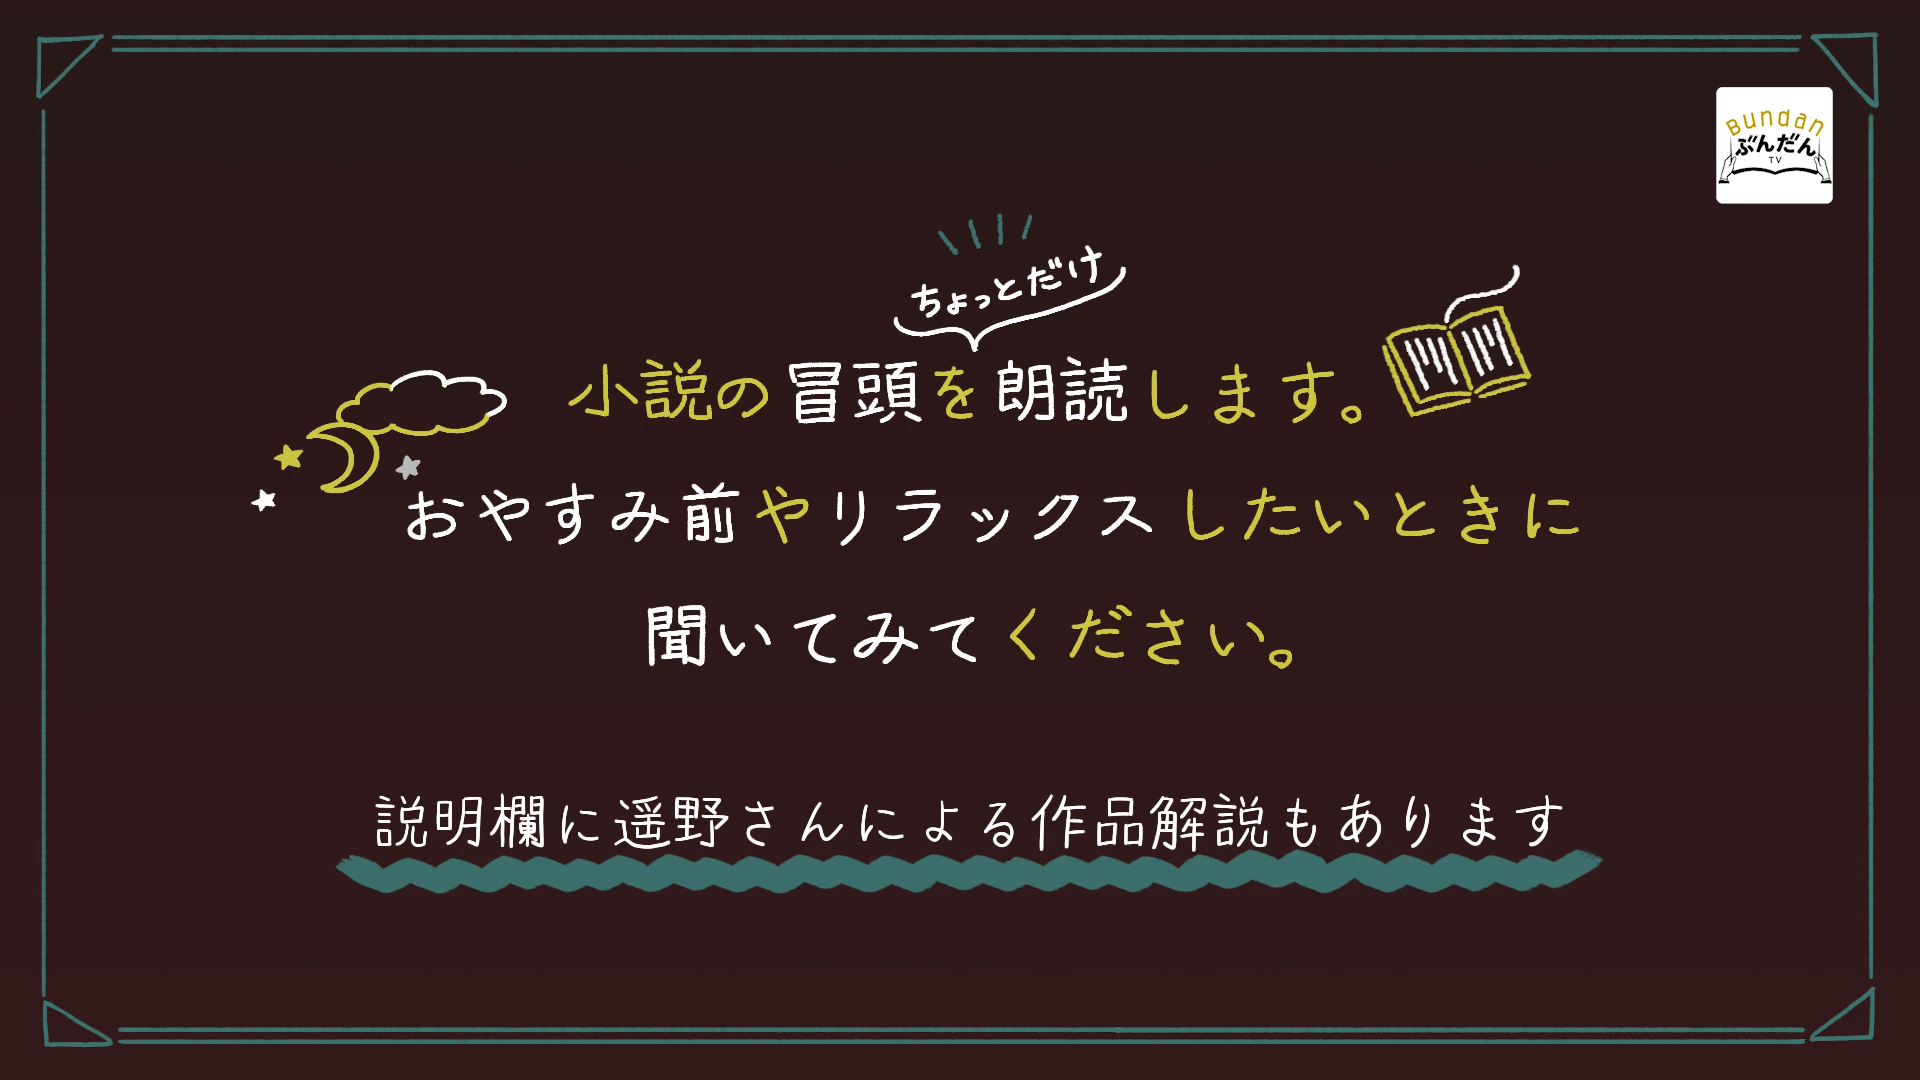 Bundan
ぶんだん
TV
ちょっとだけ
小説の冒頭を朗読します。
おやすみ前やリラックスしたいときに
聞いてみてください。
説明欄に遥野さんによる作品解説もあります